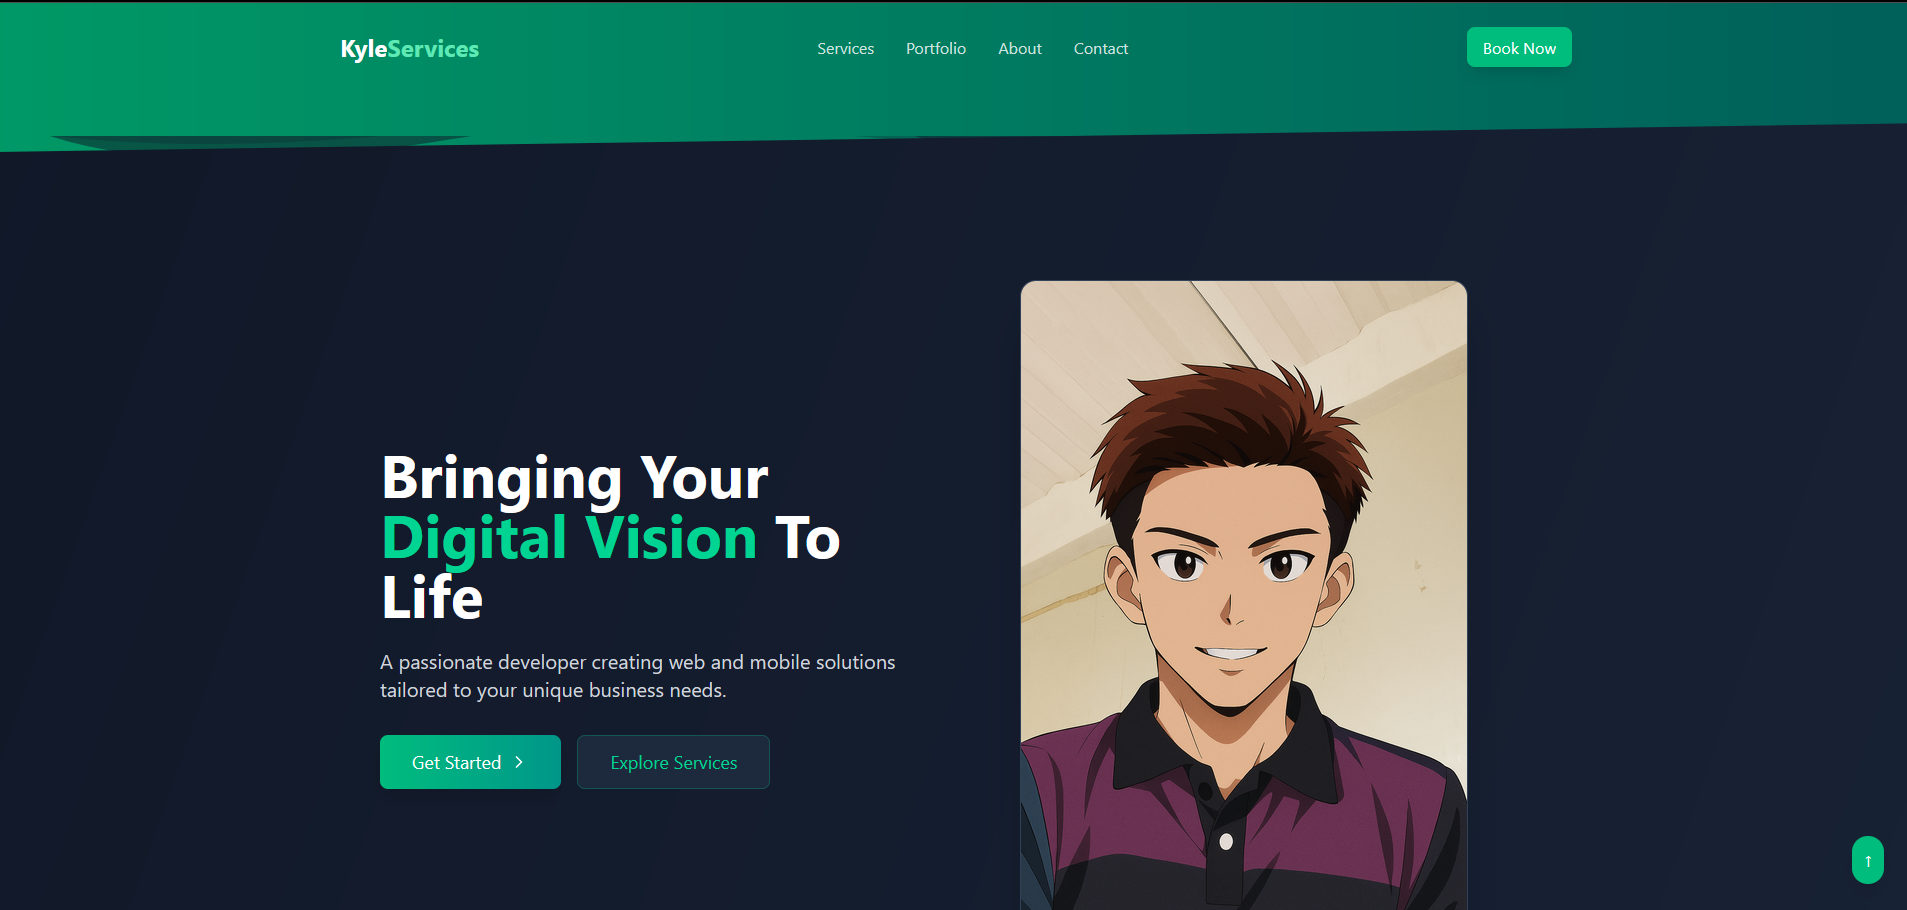 KyleServices
Services Portfolio About Contact
Book Now
Bringing Your
Digital Vision To
Life
A passionate developer creating web and mobile solutions
tailored to your unique business needs.
Get Started
Explore Services
↑